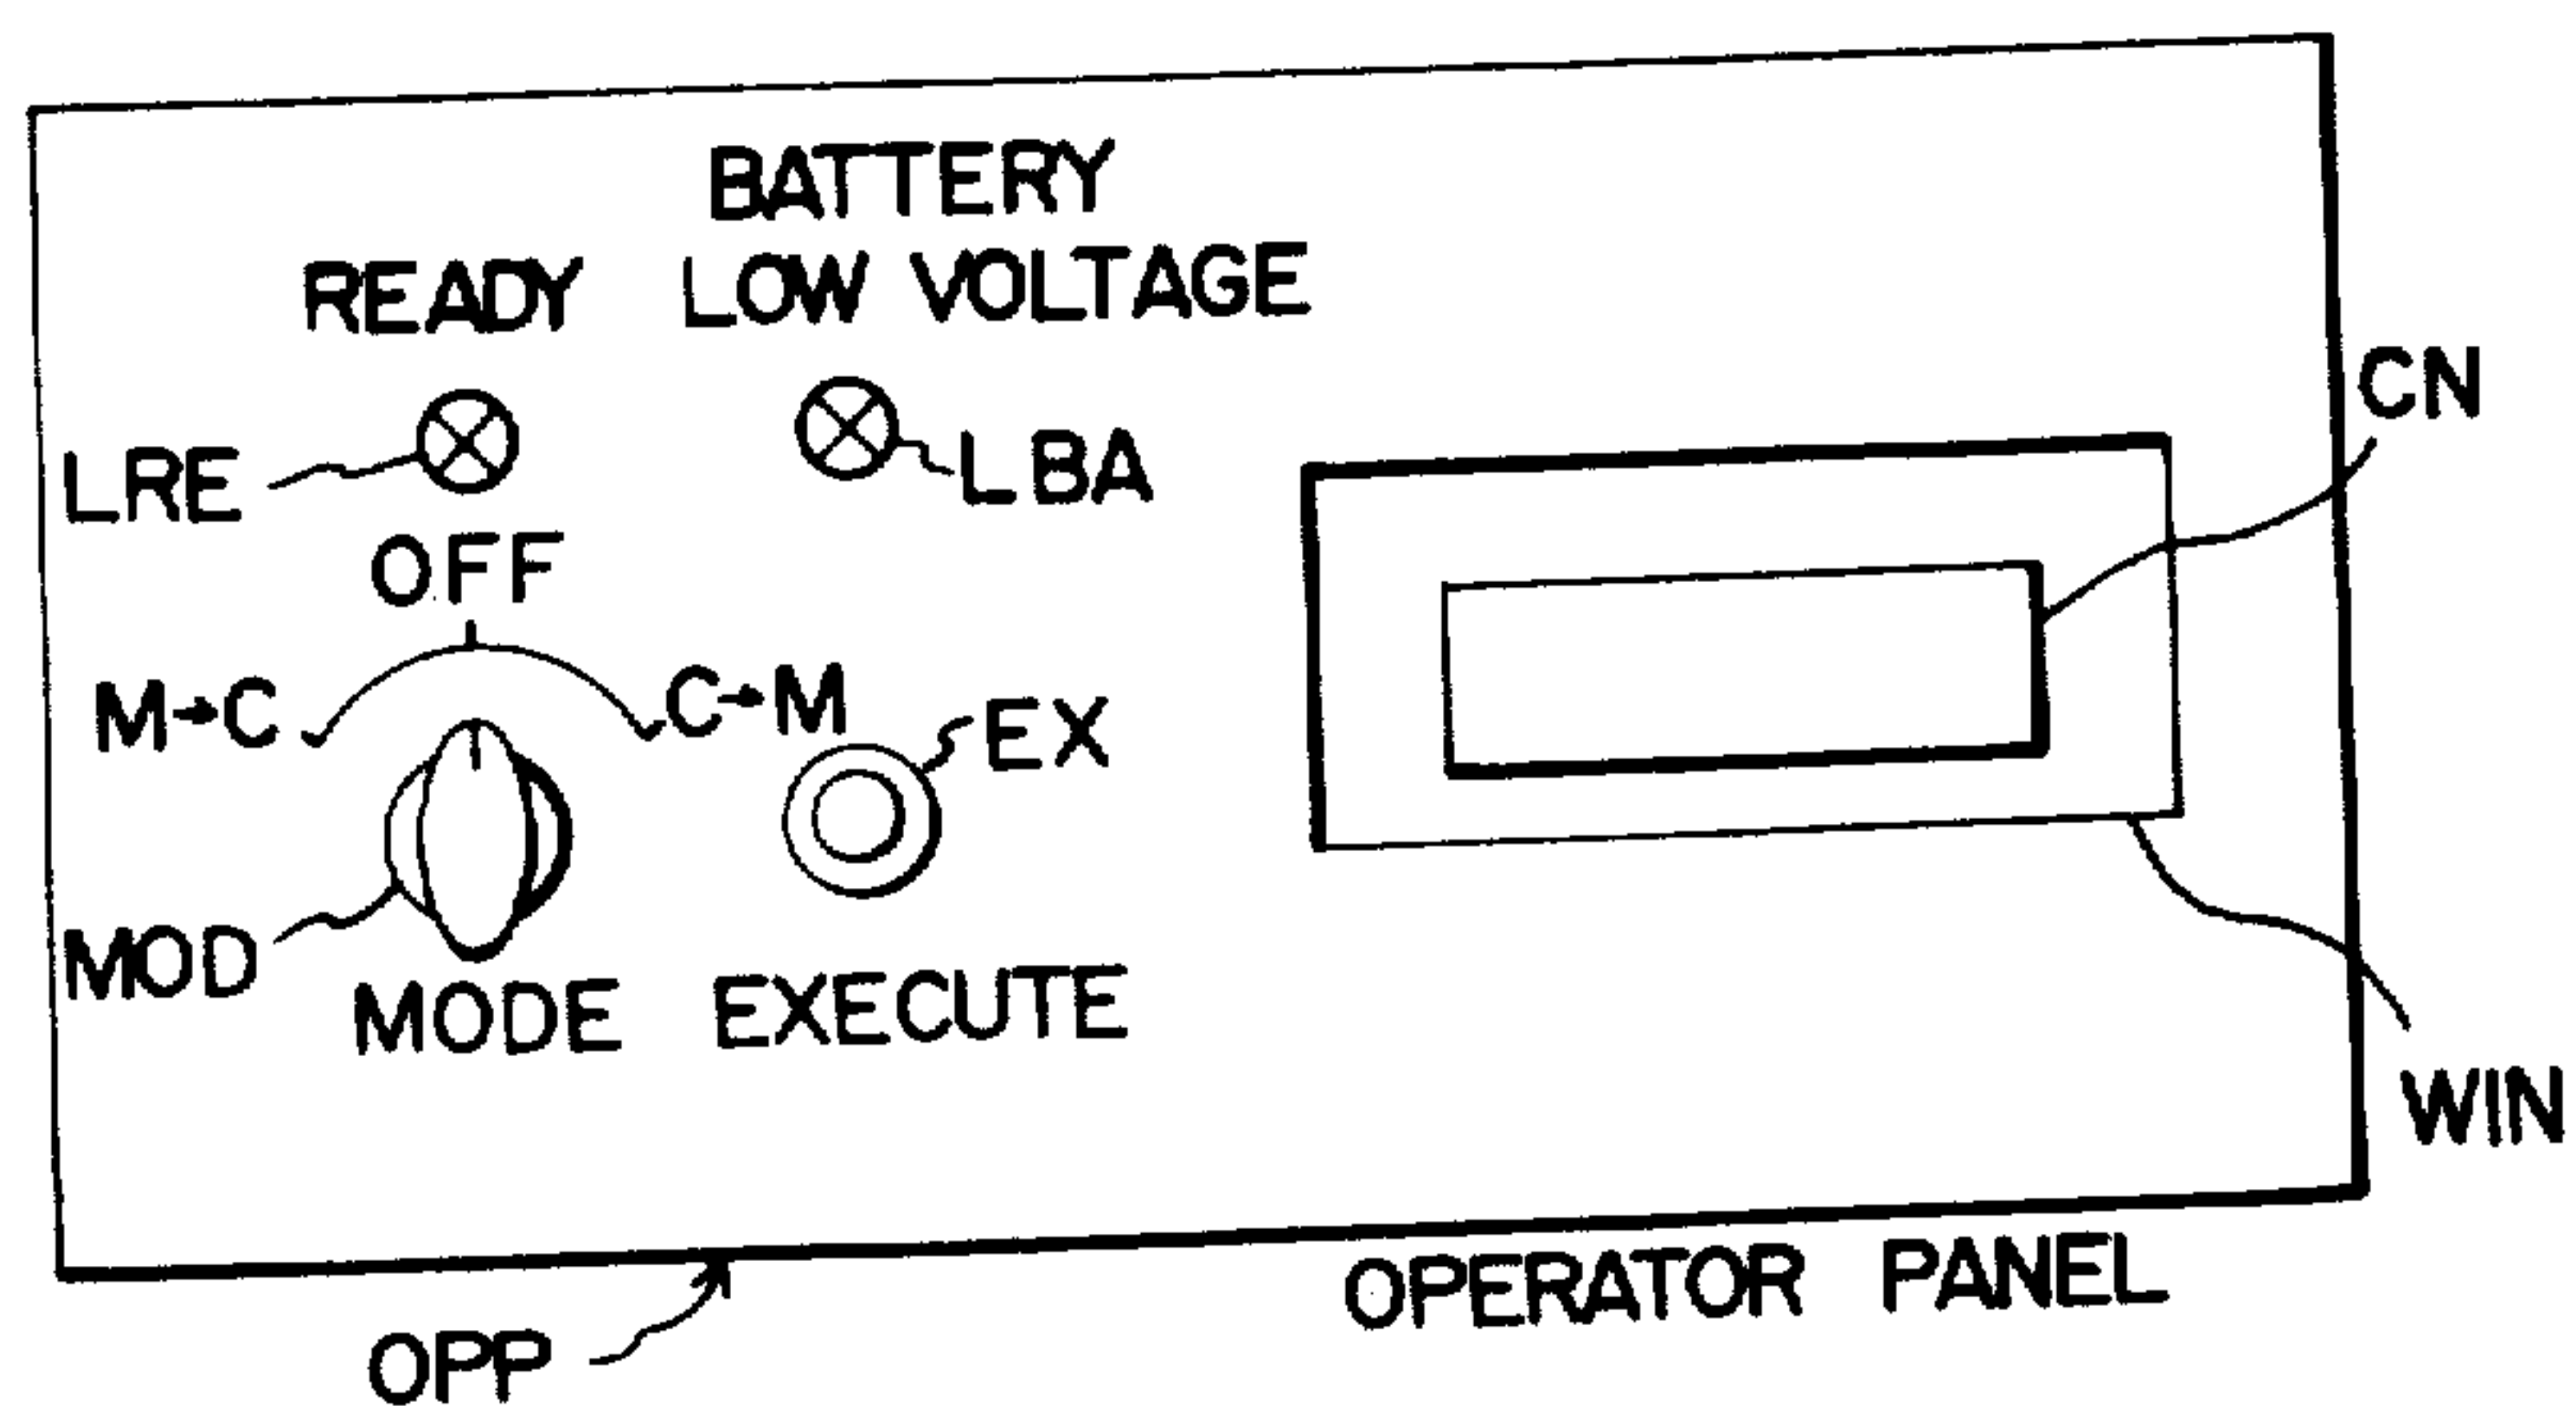 BATTERY
READY LOW VOLTAGE
CN
LRE LBA
OFF
M→C C→M
EX
MOD
MODE EXECUTE
WIN
OPERATOR PANEL
OPP